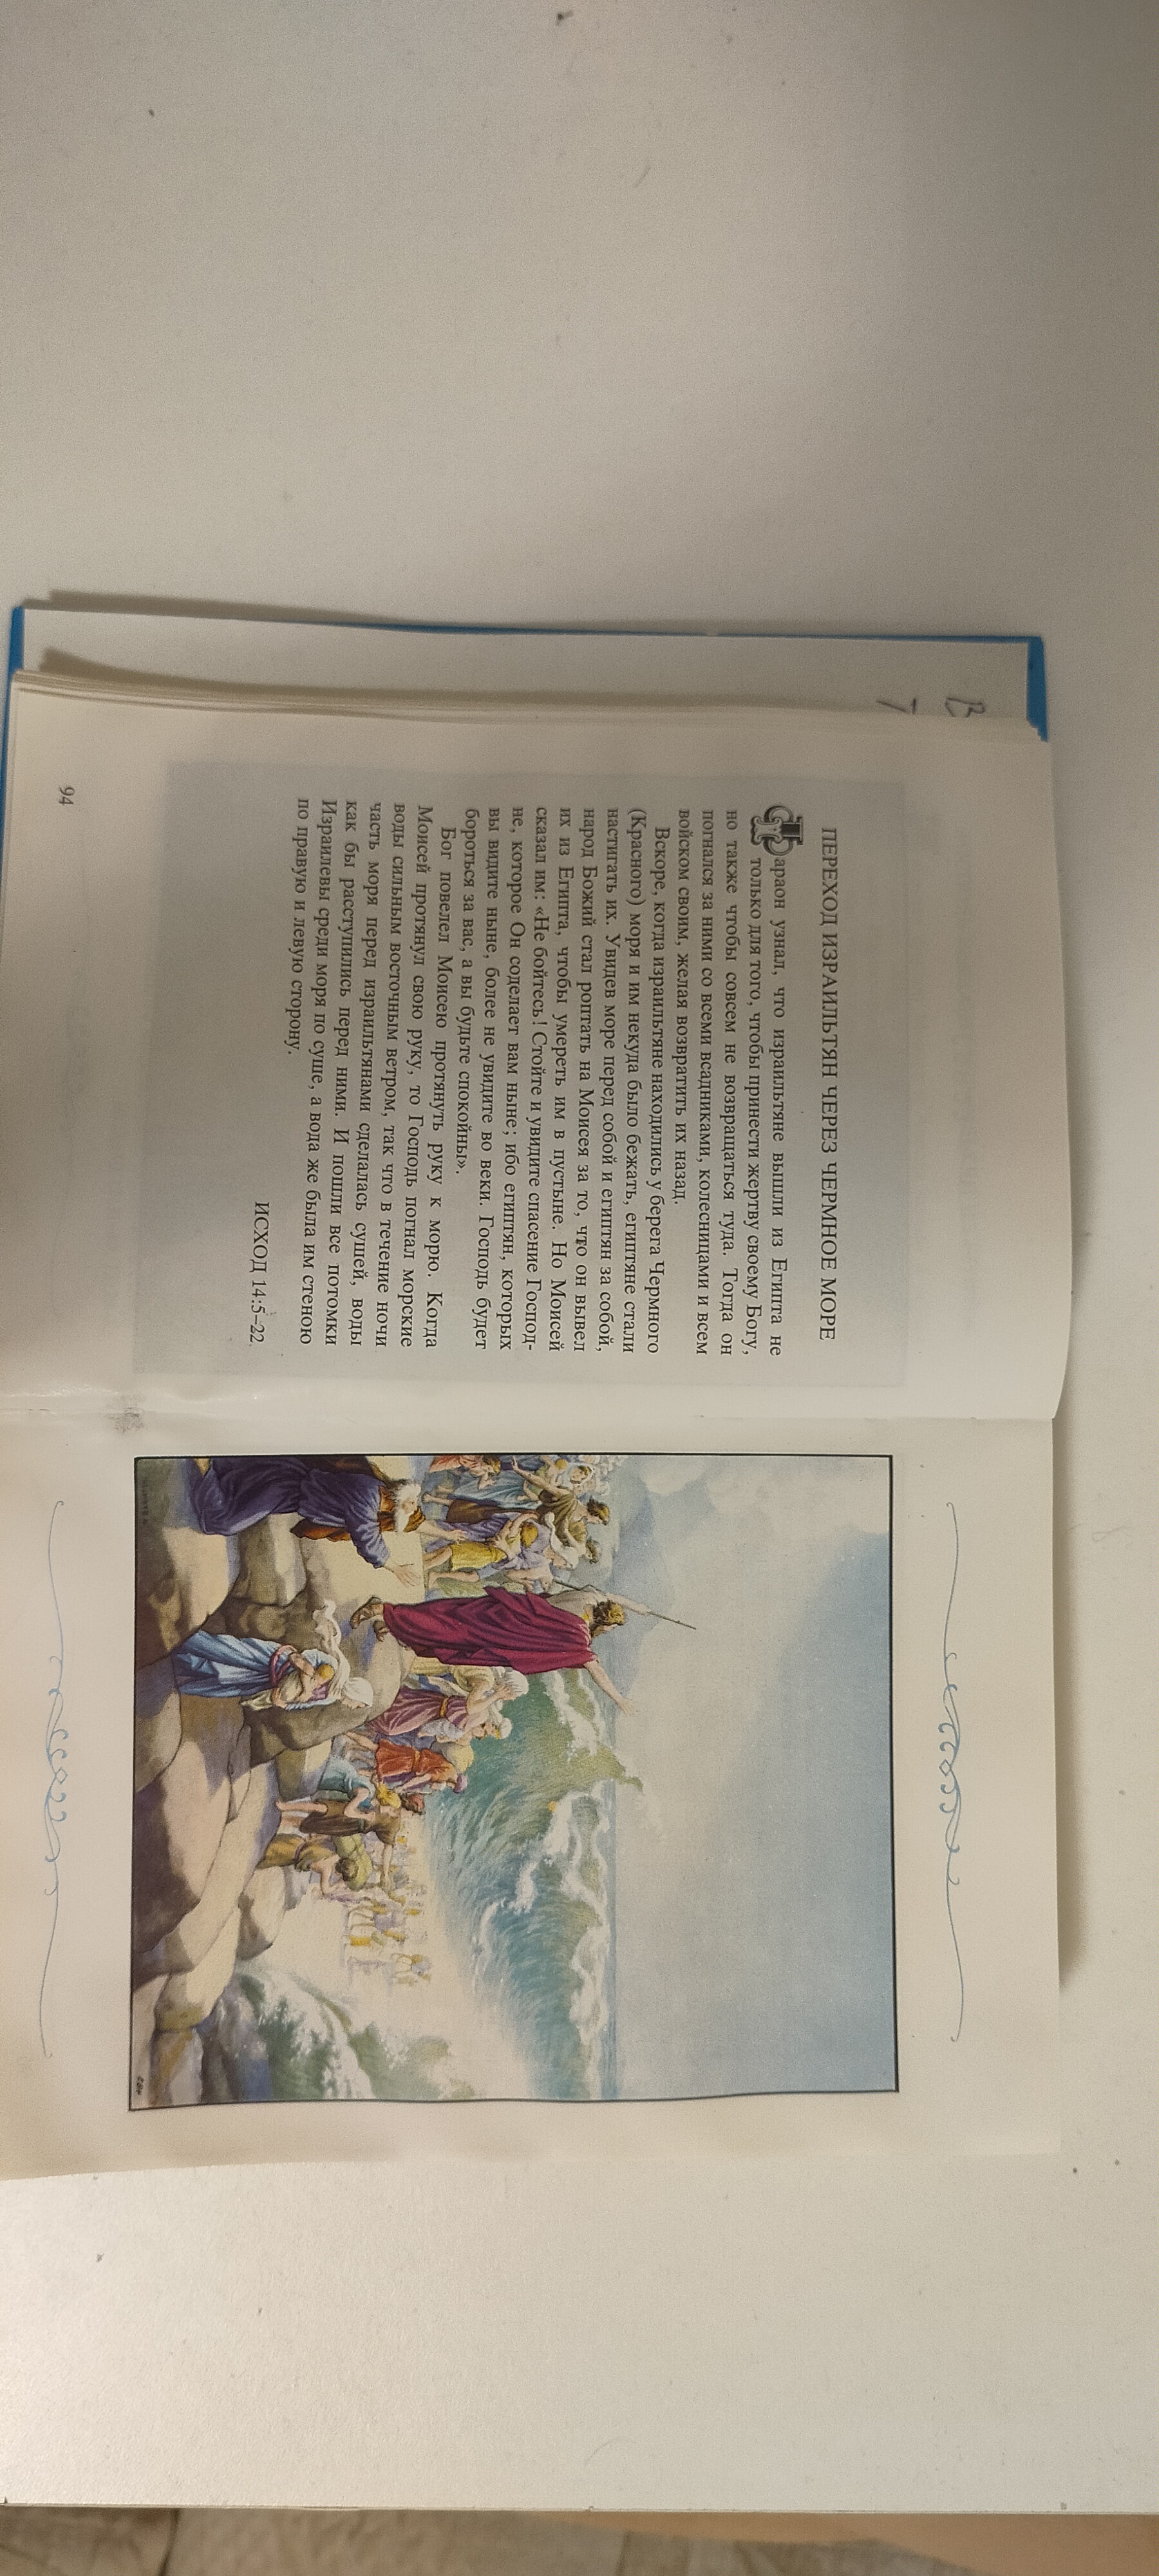 ПЕРЕХОД ИЗРАИЛЬТЯН ЧЕРЕЗ ЧЕРМНОЕ МОРЕ
Фараон узнал, что израильтяне вышли из Египта не
только для того, чтобы принести жертву своему Богу,
но также чтобы совсем не возвращаться туда. Тогда он
погнался за ними со всеми всадниками, колесницами и всем
войском своим, желая возвратить их назад.
Вскоре, когда израильтяне находились у берега Чермного
(Красного) моря и им некуда было бежать, египтяне стали
настигать их. Увидев море перед собой и египтян за собой,
народ Божий стал роптать на Моисея за то, что он вывел
их из Египта, чтобы умереть им в пустыне. Но Моисей
сказал им: «Не бойтесь! Стойте и увидите спасение Господ-
не, которое Он соделает вам ныне; ибо египтян, которых
вы видите ныне, более не увидите во веки. Господь будет
бороться за вас, а вы будьте спокойны».
Бог повелел Моисею протянуть руку к морю. Когда
Моисей протянул свою руку, то Господь погнал морские
воды сильным восточным ветром, так что в течение ночи
часть моря перед израильтянами сделалась сушей, воды
как бы расступились перед ними. И пошли все потомки
Израилевы среди моря по суше, а вода же была им стеною
по правую и левую сторону.
ИСХОД 14:5–22
94